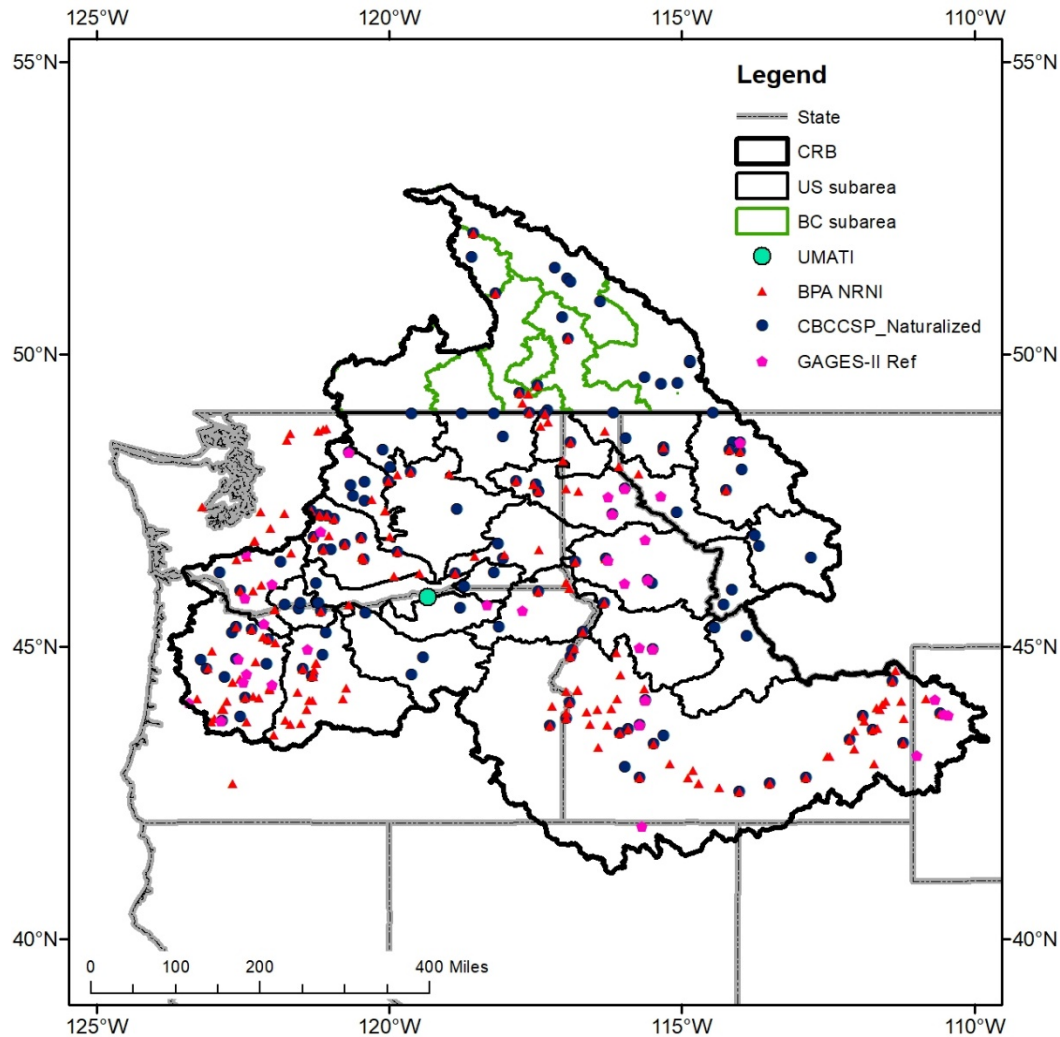 125°W 120°W 115°W 110°W
55°N 55°N
Legend
State
CRB
US subarea
BC subarea
UMATI
BPA NRNI
CBCCSP_Naturalized
GAGES-II Ref
50°N 50°N
45°N 45°N
40°N 40°N
0 100 200 400 Miles
125°W 120°W 115°W 110°W